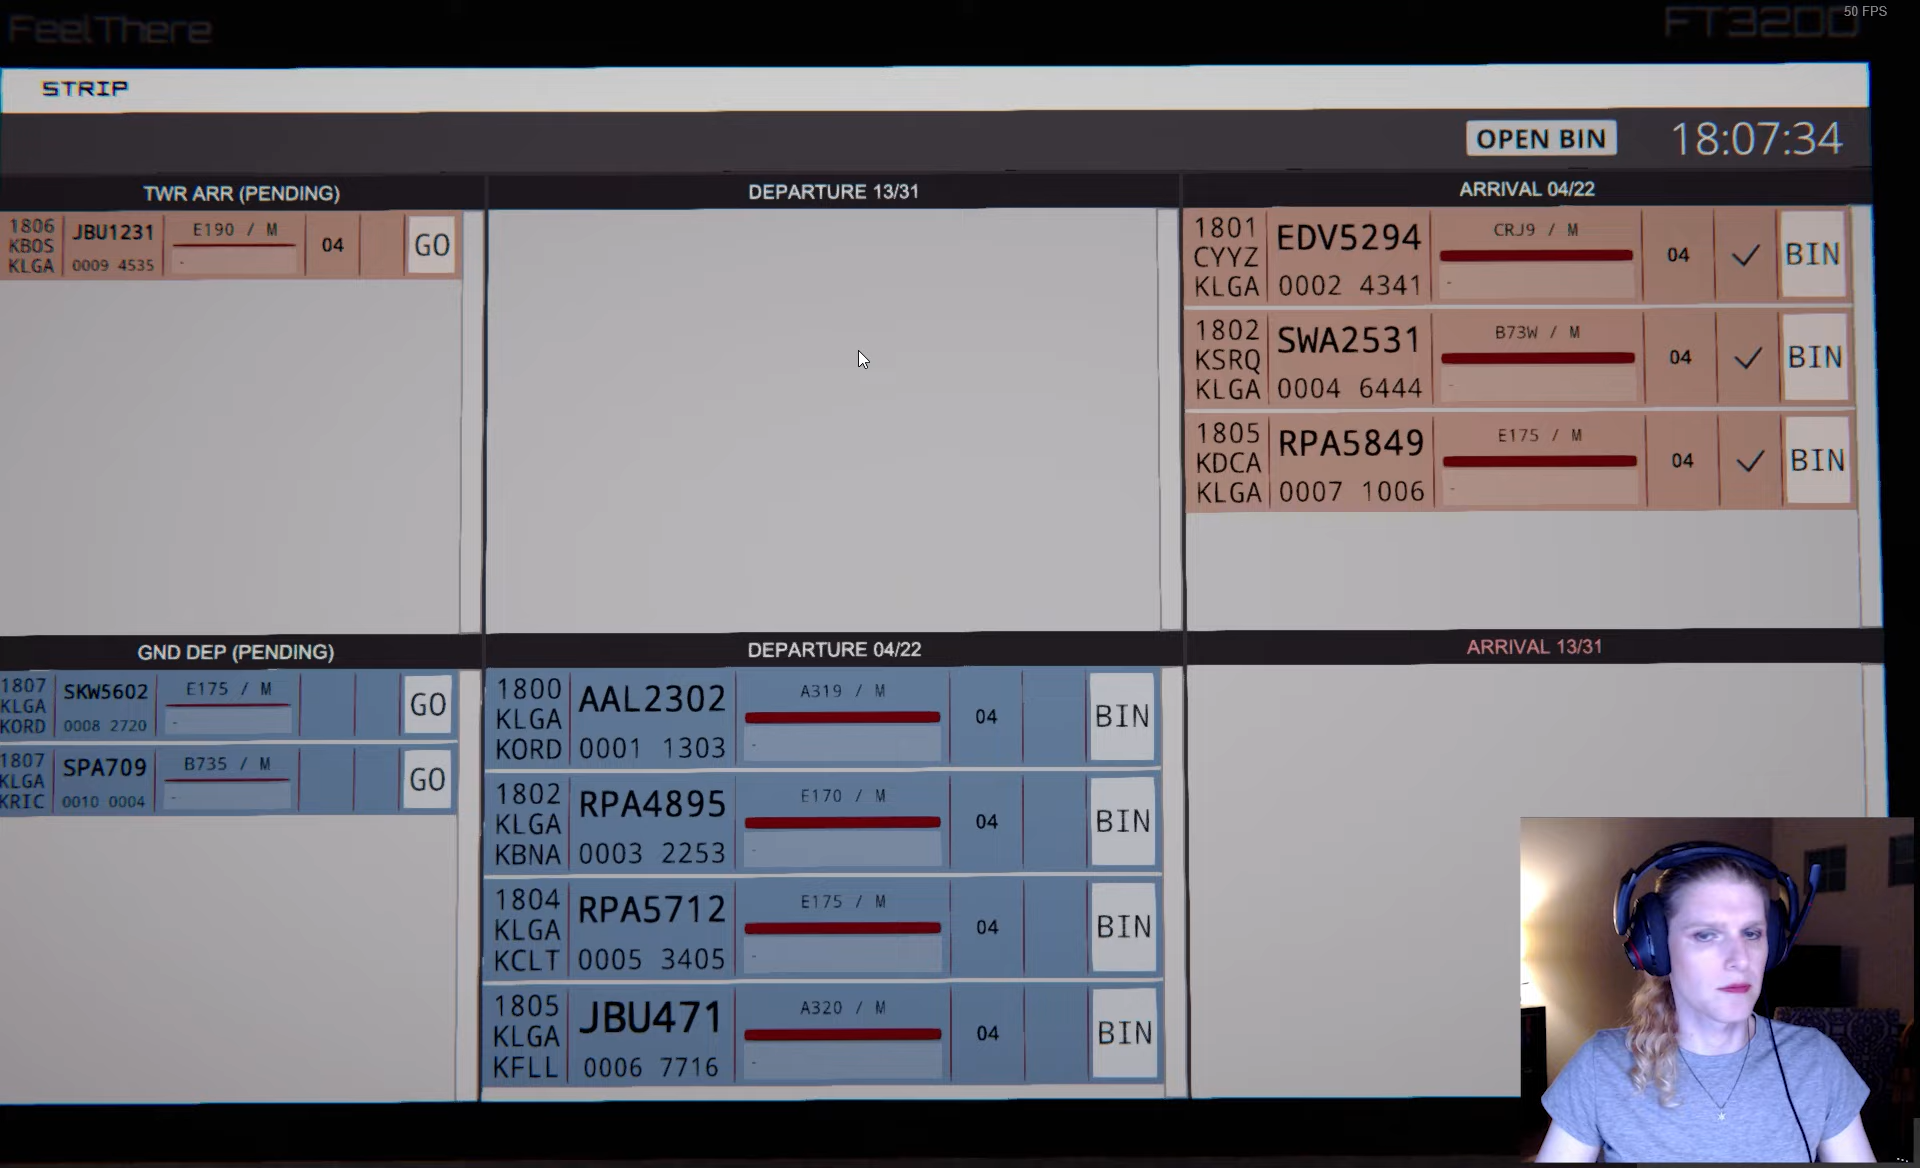 FeelThere
FT3200
50 FPS
STRIP
OPEN BIN
18:07:34
TWR ARR (PENDING)
1806
KBOS
KLGA
JBU1231
0009 4535
E190 / M
-
04
GO
DEPARTURE 13/31
ARRIVAL 04/22
1801
CYYZ
KLGA
EDV5294
0002 4341
CRJ9 / M
-
04
✓
BIN
1802
KSRQ
KLGA
SWA2531
0004 6444
B73W / M
-
04
✓
BIN
1805
KDCA
KLGA
RPA5849
0007 1006
E175 / M
-
04
✓
BIN
GND DEP (PENDING)
1807
KLGA
KORD
SKW5602
0008 2720
E175 / M
-
GO
1807
KLGA
KRIC
SPA709
0010 0004
B735 / M
-
GO
DEPARTURE 04/22
1800
KLGA
KORD
AAL2302
0001 1303
A319 / M
-
04
BIN
1802
KLGA
KBNA
RPA4895
0003 2253
E170 / M
-
04
BIN
1804
KLGA
KCLT
RPA5712
0005 3405
E175 / M
-
04
BIN
1805
KLGA
KFLL
JBU471
0006 7716
A320 / M
-
04
BIN
ARRIVAL 13/31